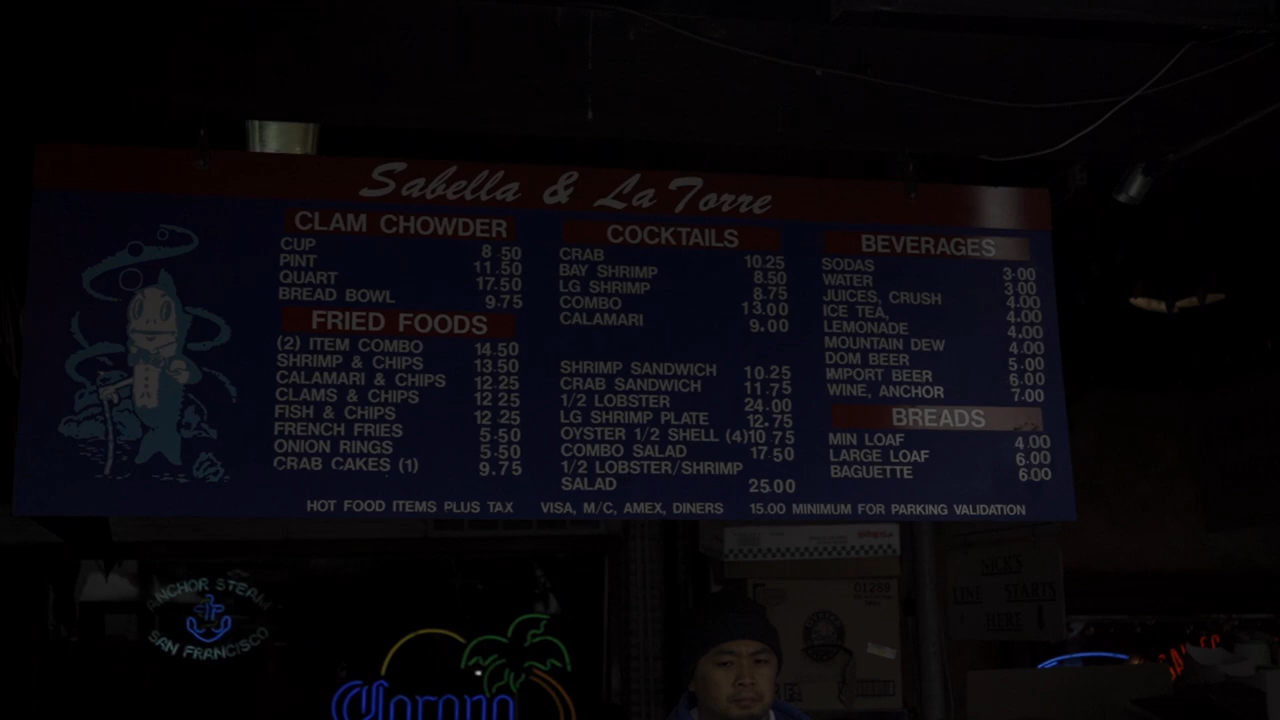 Sabella & La Torre
CLAM CHOWDER
CUP 8.50
PINT 11.50
QUART 17.50
BREAD BOWL 9.75
FRIED FOODS
(2) ITEM COMBO 14.50
SHRIMP & CHIPS 13.50
CALAMARI & CHIPS 12.25
CLAMS & CHIPS 12 25
FISH & CHIPS 12 25
FRENCH FRIES 5.50
ONION RINGS 5.50
CRAB CAKES (1) 9.75
COCKTAILS
CRAB 10.25
BAY SHRIMP 8.50
LG SHRIMP 8.75
COMBO 13.00
CALAMARI 9.00
SHRIMP SANDWICH 10.25
CRAB SANDWICH 11.75
1/2 LOBSTER 24.00
LG SHRIMP PLATE 12.75
OYSTER 1/2 SHELL (4) 10 75
COMBO SALAD 17.50
1/2 LOBSTER/SHRIMP
SALAD 25.00
BEVERAGES
SODAS 3.00
WATER 3.00
JUICES, CRUSH 4.00
ICE TEA, 4.00
LEMONADE 4.00
MOUNTAIN DEW 4.00
DOM BEER 5.00
IMPORT BEER 6.00
WINE, ANCHOR 7.00
BREADS
MIN LOAF 4.00
LARGE LOAF 6.00
BAGUETTE 6.00
HOT FOOD ITEMS PLUS TAX VISA, M/C, AMEX, DINERS 15.00 MINIMUM FOR PARKING VALIDATION
ANCHOR STEAM
SAN FRANCISCO
Corona
01289
NICK'S
LINE STARTS
HERE